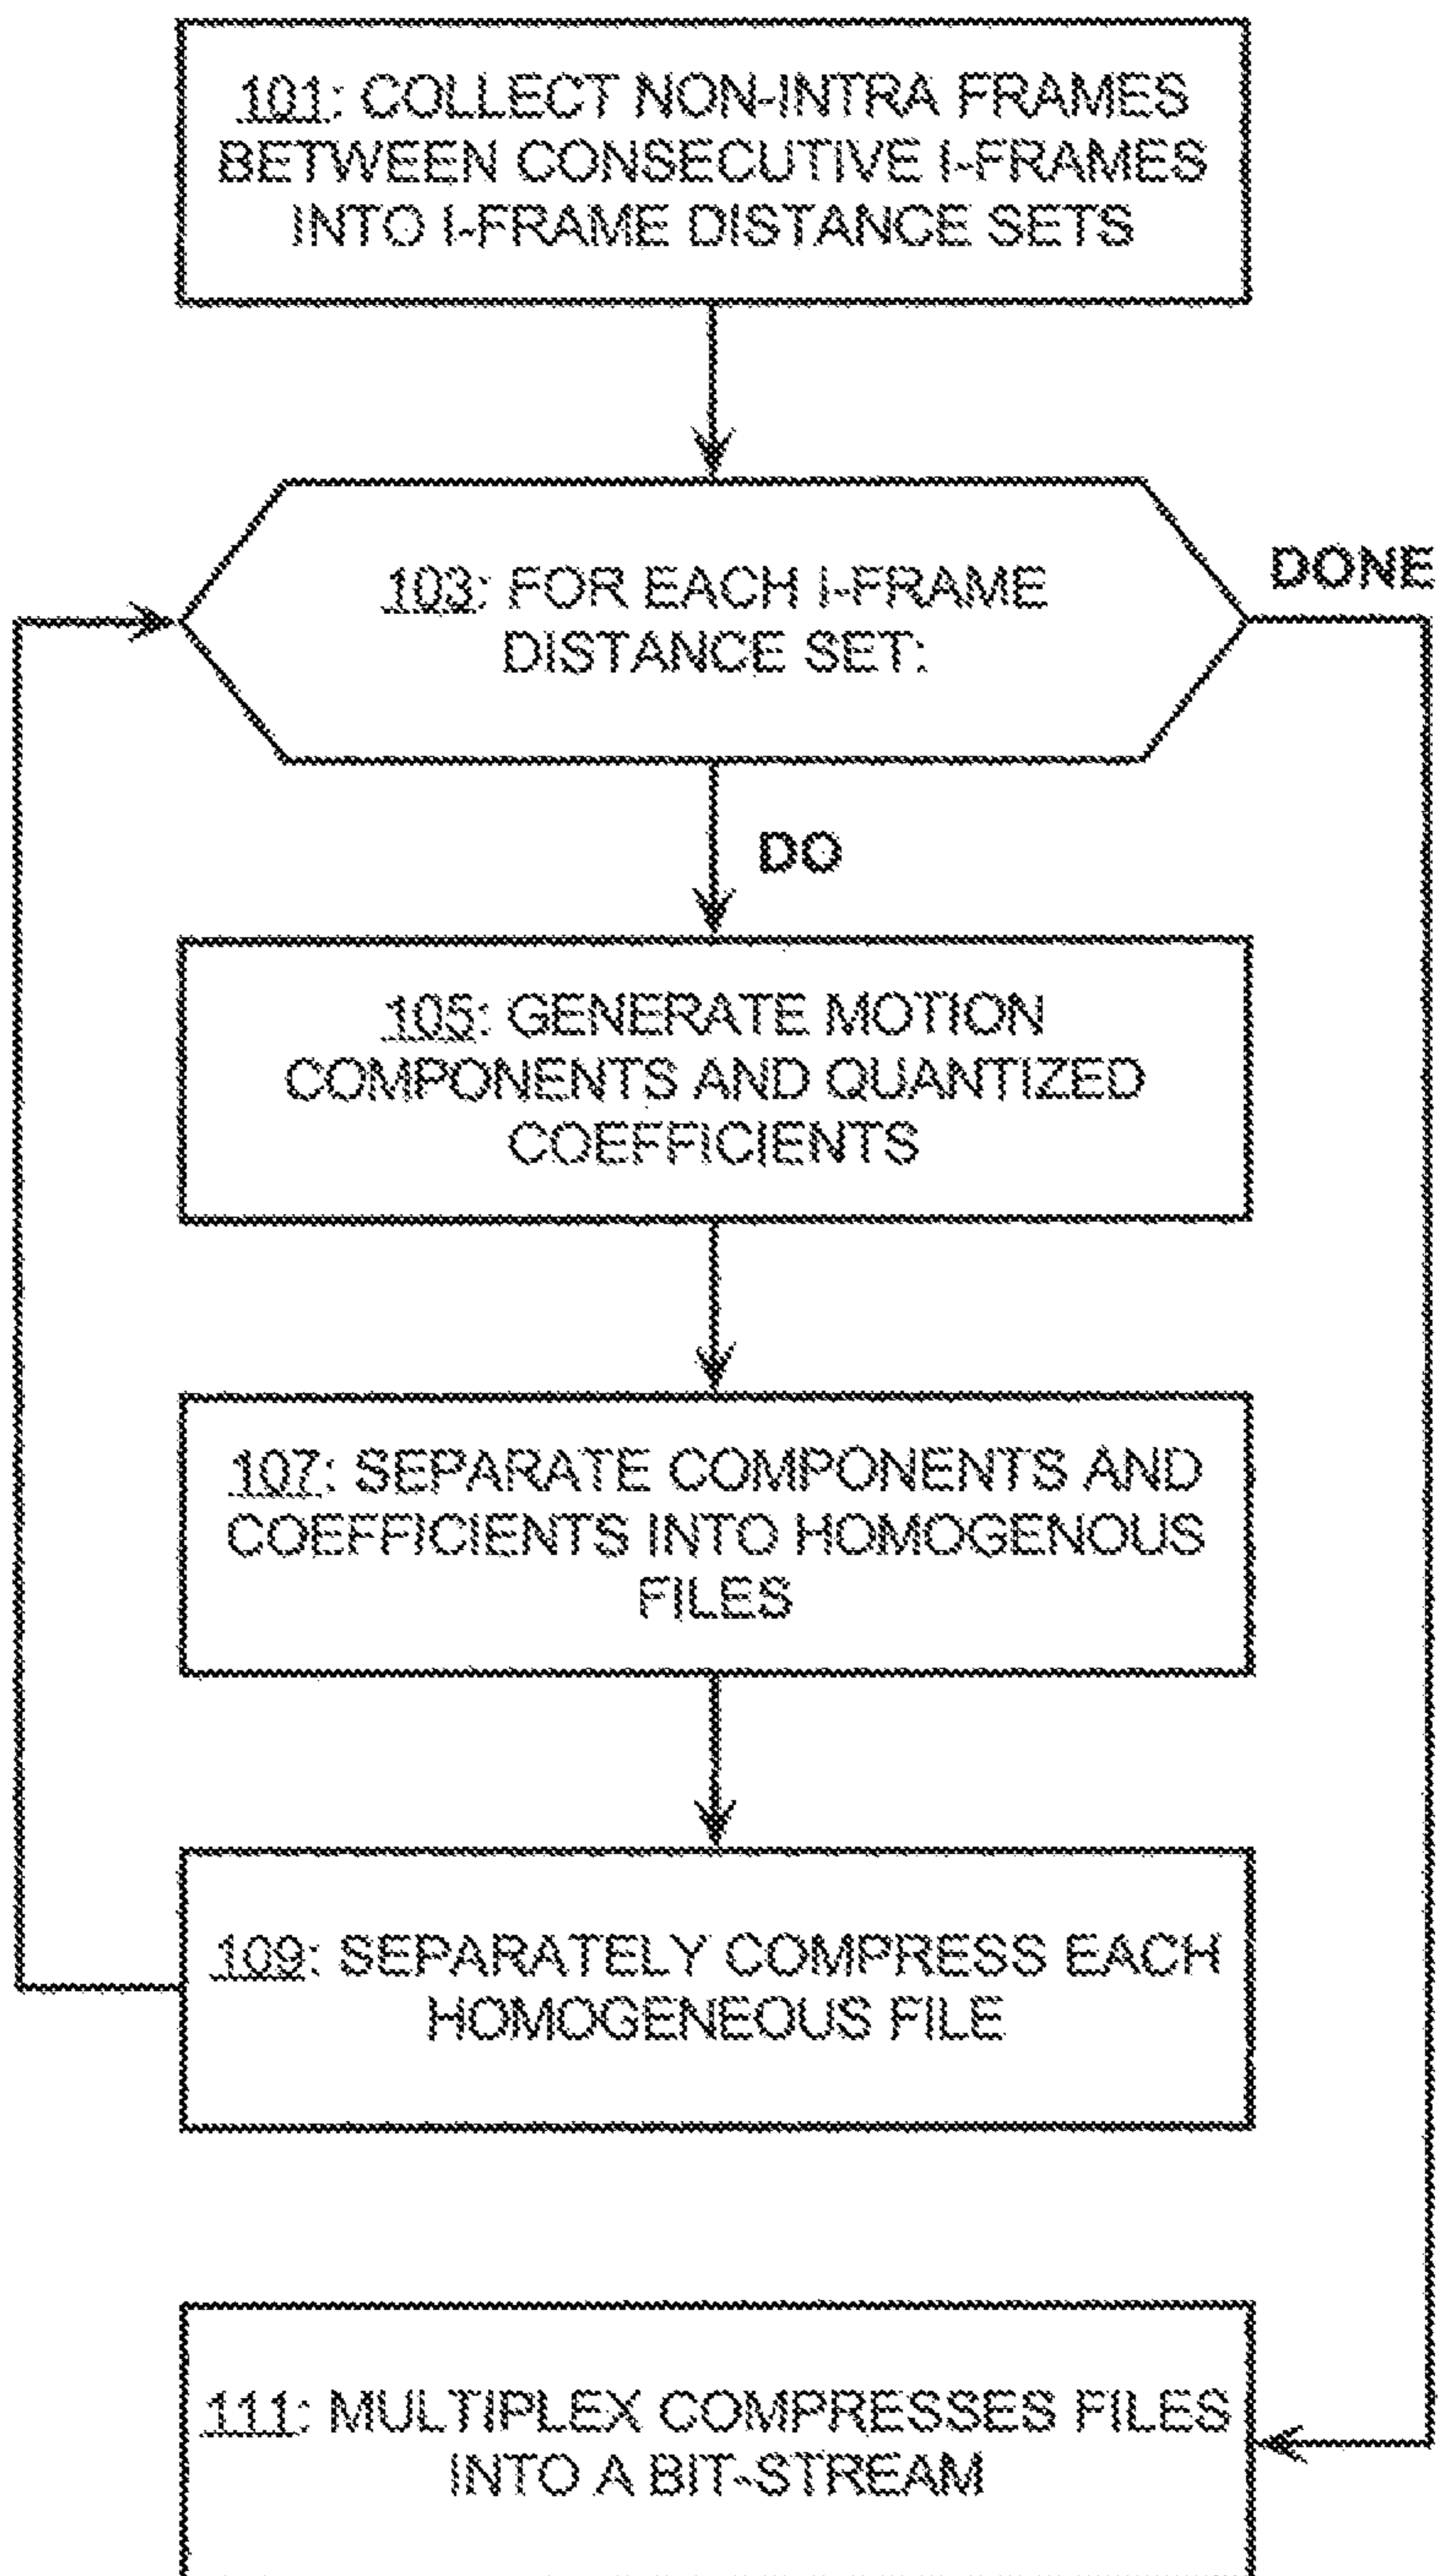 101: COLLECT NON-INTRA FRAMES
BETWEEN CONSECUTIVE I-FRAMES
INTO I-FRAME DISTANCE SETS
103: FOR EACH I-FRAME
DISTANCE SET:
DONE
DO
105: GENERATE MOTION
COMPONENTS AND QUANTIZED
COEFFICIENTS
107: SEPARATE COMPONENTS AND
COEFFICIENTS INTO HOMOGENOUS
FILES
109: SEPARATELY COMPRESS EACH
HOMOGENEOUS FILE
111: MULTIPLEX COMPRESSES FILES
INTO A BIT-STREAM